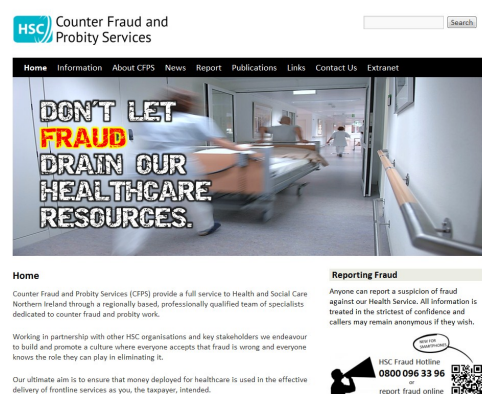 HSC
Counter Fraud and
Probity Services
Search
Home Information About CFPS News Report Publications Links Contact Us Extranet
DON'T LET
FRAUD
DRAIN OUR
HEALTHCARE
RESOURCES.
Home
Counter Fraud and Probity Services (CFPS) provide a full service to Health and Social Care
Northern Ireland through a regionally based, professionally qualified team of specialists
dedicated to counter fraud and probity work.
Working in partnership with other HSC organisations and key stakeholders we endeavour
to build and promote a culture where everyone accepts that fraud is wrong and everyone
knows the role they can play in eliminating it.
Our ultimate aim is to ensure that money deployed for healthcare is used in the effective
delivery of frontline services as you, the taxpayer, intended.
Reporting Fraud
Anyone can report a suspicion of fraud
against our Health Service. All information is
treated in the strictest of confidence and
callers may remain anonymous if they wish.
NEW FOR
SMARTPHONES
HSC Fraud Hotline
0800 096 33 96
or
report fraud online